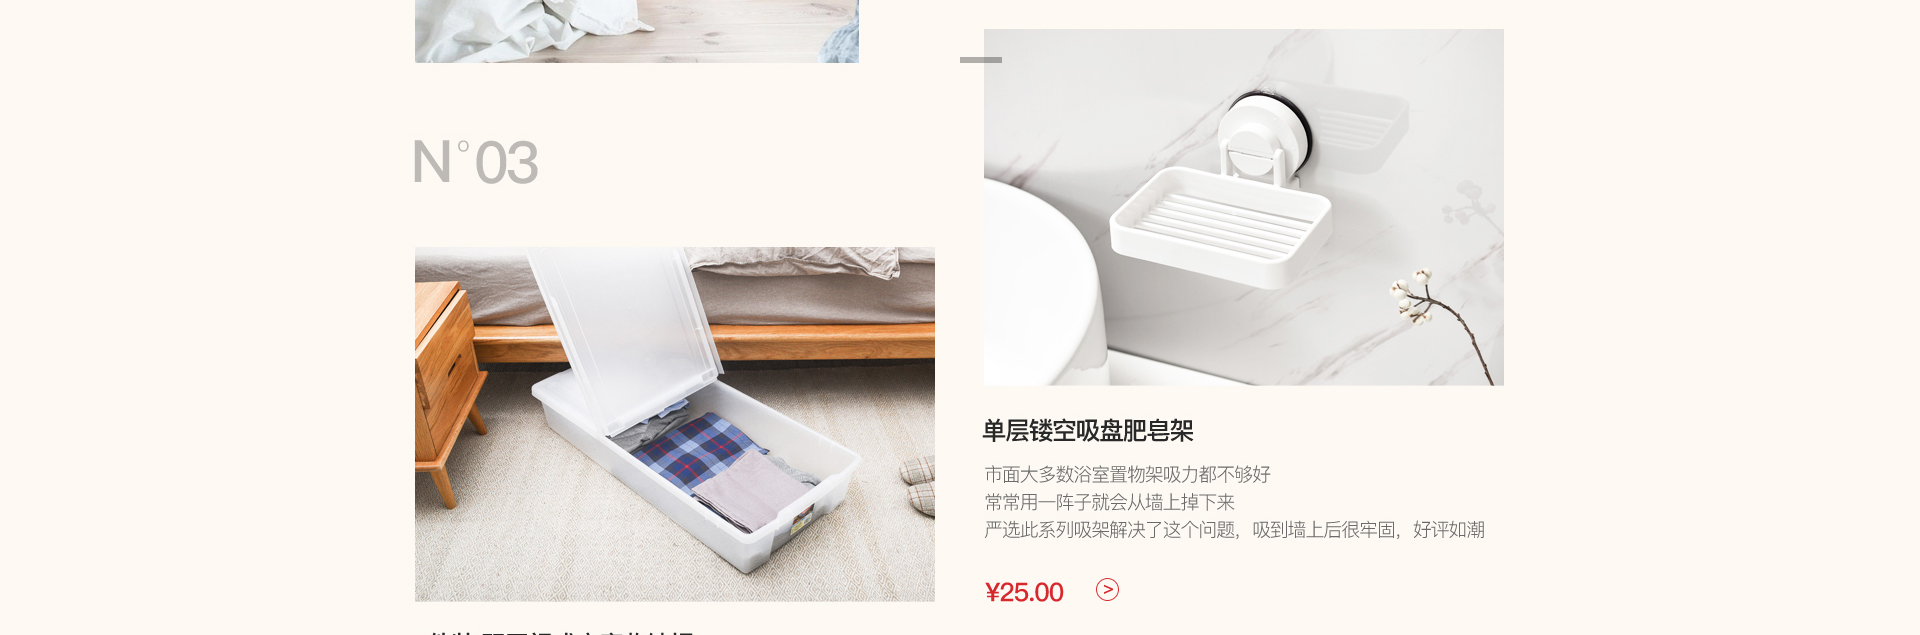 N°03
单层镂空吸盘肥皂架
市面大多数浴室置物架吸力都不够好
常常用一阵子就会从墙上掉下来
严选此系列吸架解决了这个问题，吸到墙上后很牢固，好评如潮
¥25.00 >